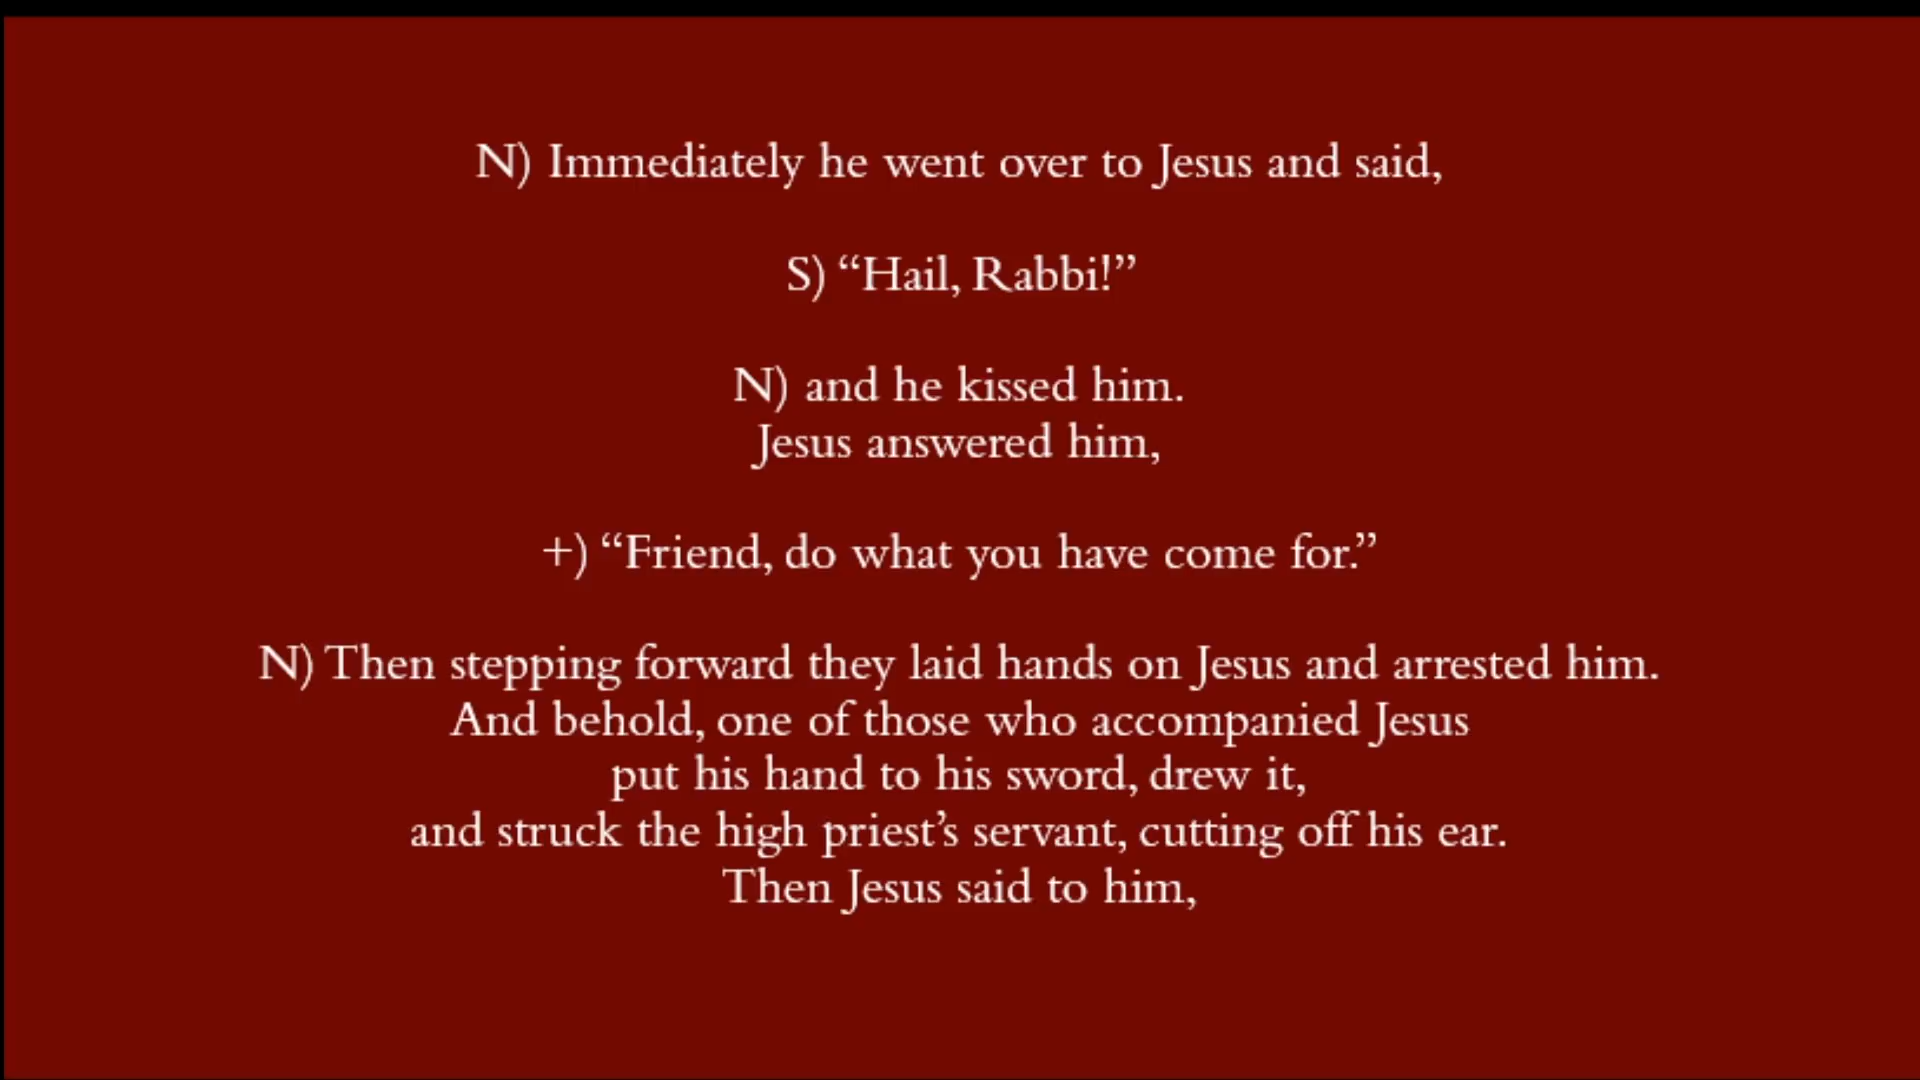 N) Immediately he went over to Jesus and said,
S) “Hail, Rabbi!”
N) and he kissed him.
Jesus answered him,
+) “Friend, do what you have come for.”
N) Then stepping forward they laid hands on Jesus and arrested him.
And behold, one of those who accompanied Jesus
put his hand to his sword, drew it,
and struck the high priest’s servant, cutting off his ear.
Then Jesus said to him,